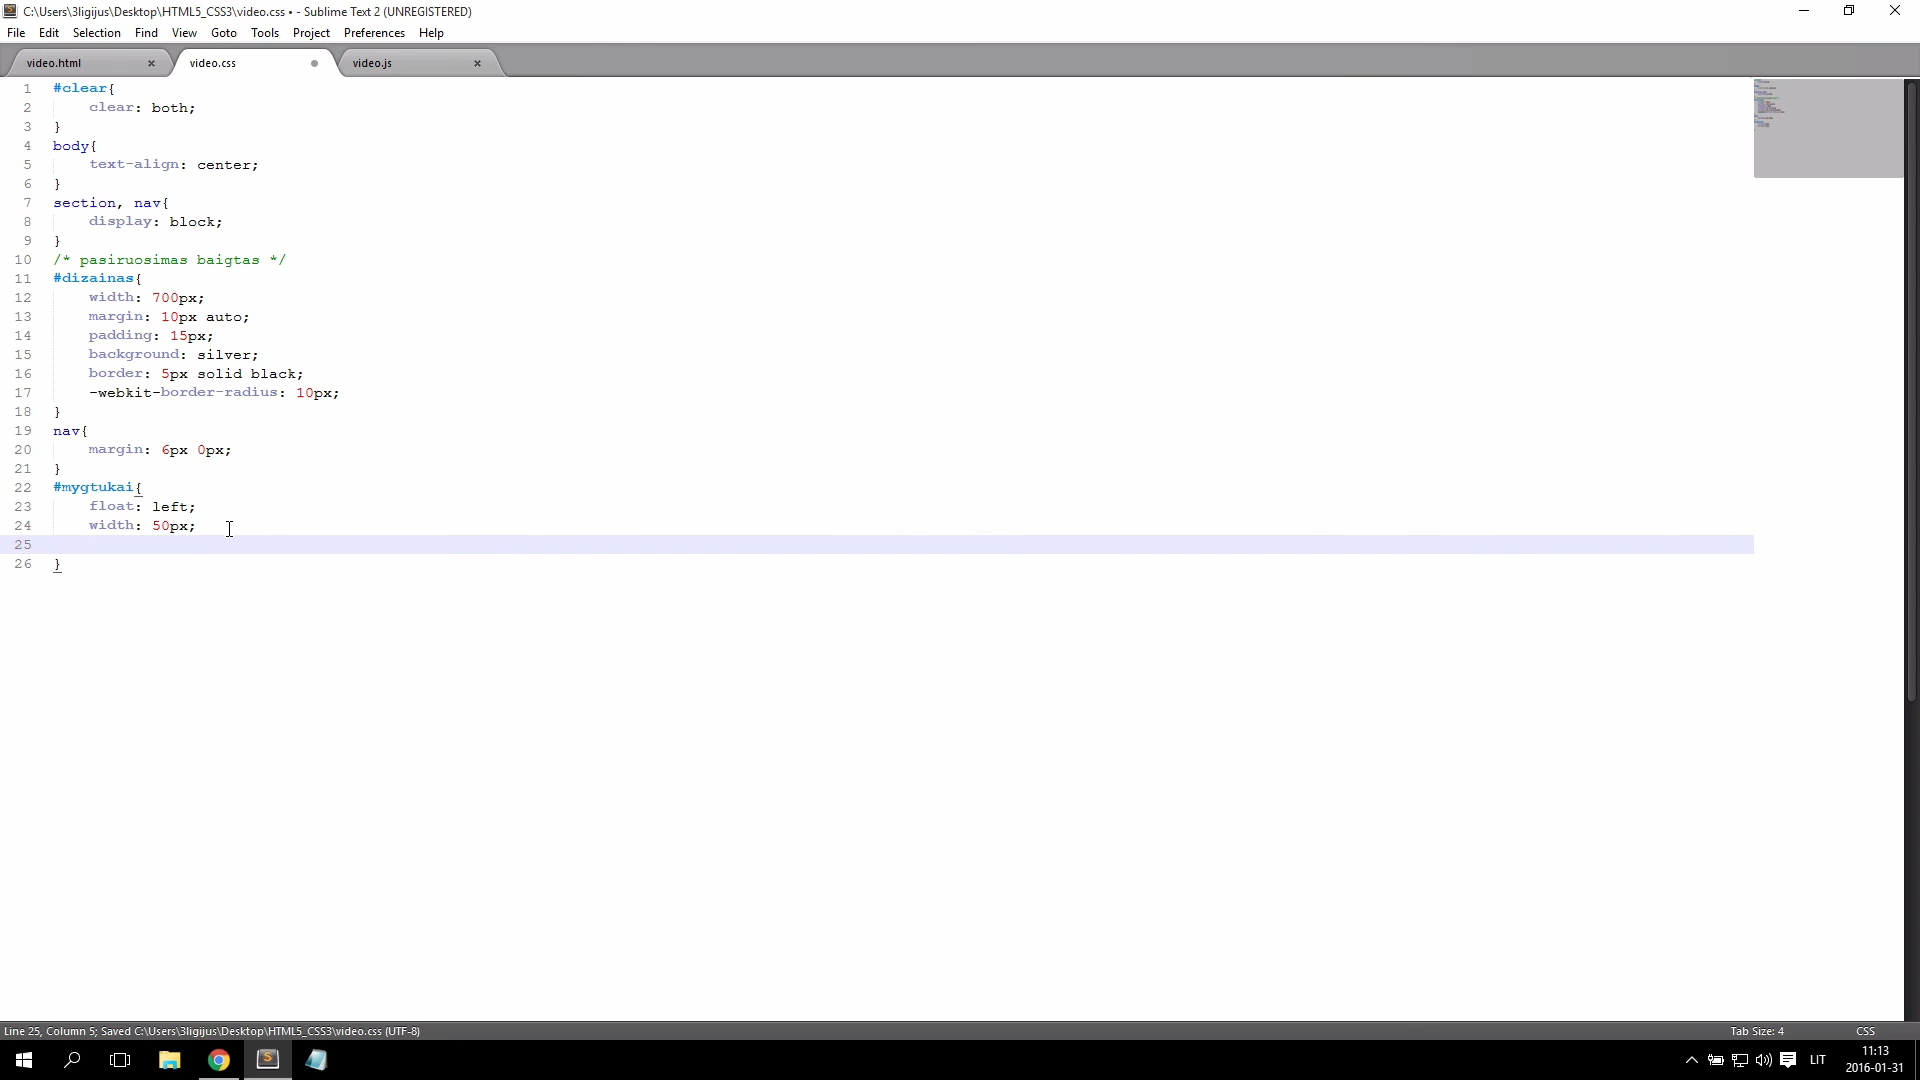 C:\Users\3ligijus\Desktop\HTML5_CSS3\video.css • - Sublime Text 2 (UNREGISTERED)
File Edit Selection Find View Goto Tools Project Preferences Help
video.html × video.css video.js ×
1 #clear{
2 clear: both;
3 }
4 body{
5 text-align: center;
6 }
7 section, nav{
8 display: block;
9 }
10 /* pasiruosimas baigtas */
11 #dizainas{
12 width: 700px;
13 margin: 10px auto;
14 padding: 15px;
15 background: silver;
16 border: 5px solid black;
17 -webkit-border-radius: 10px;
18 }
19 nav{
20 margin: 6px 0px;
21 }
22 #mygtukai{
23 float: left;
24 width: 50px;
25
26 }
Line 25, Column 5; Saved C:\Users\3ligijus\Desktop\HTML5_CSS3\video.css (UTF-8) Tab Size: 4 CSS
LIT 11:13
2016-01-31